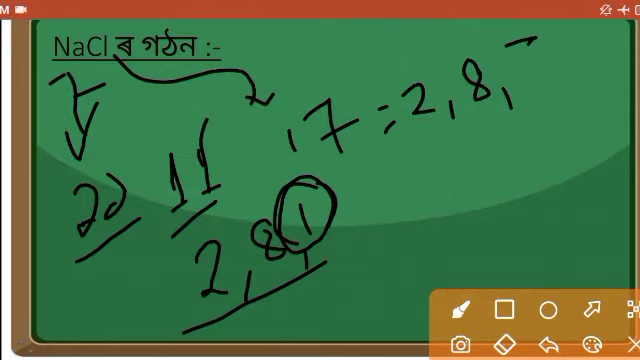 M
NaCl ৰ গঠন :-
17 = 2, 8,
11
2, 8, 1